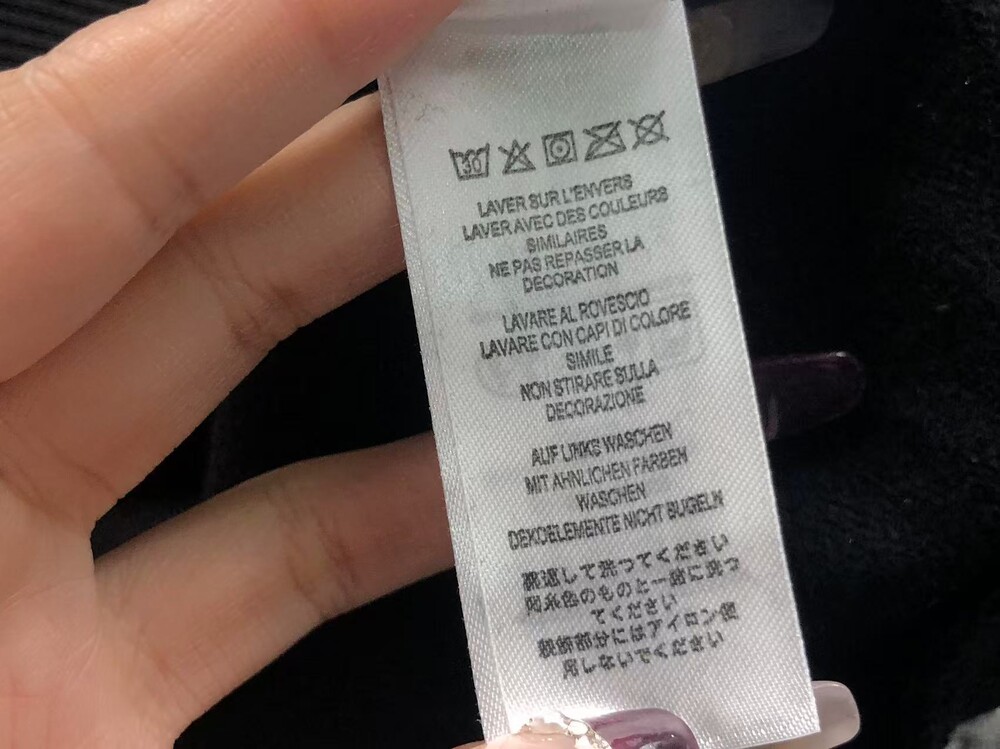 30
LAVER SUR L'ENVERS
LAVER AVEC DES COULEURS
SIMILAIRES
NE PAS REPASSER LA
DECORATION
LAVARE AL ROVESCIO
LAVARE CON CAPI DI COLORE
SIMILE
NON STIRARE SULLA
DECORAZIONE
AUF LINKS WASCHEN
MIT AHNLICHEN FARBEN
WASCHEN
DEKOELEMENTE NICHT BUGELN
裏返して洗ってください
同系色のものと一緒に洗っ
てください
装飾部分にはアイロン使
用しないでください